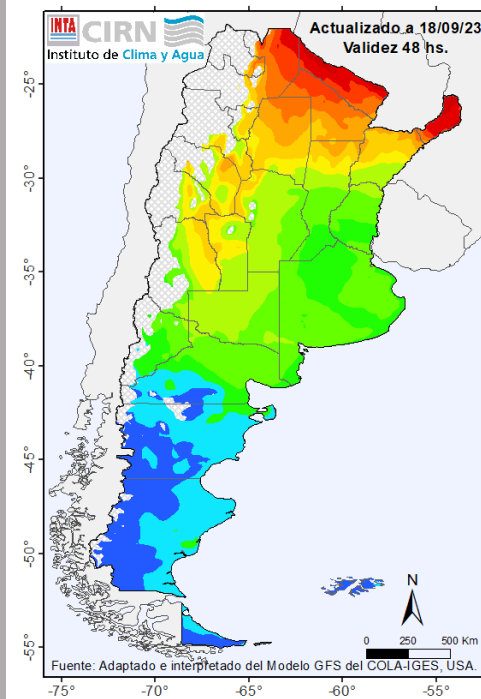 INTA
CIRN
Instituto de Clima y Agua
Actualizado a 18/09/23
Validez 48 hs.
-25°
-30°
-35°
-40°
-45°
-50°
-55°
N
0 250 500 Km
Fuente: Adaptado e interpretado del Modelo GFS del COLA-IGES, USA.
-75° -70° -65° -60° -55°